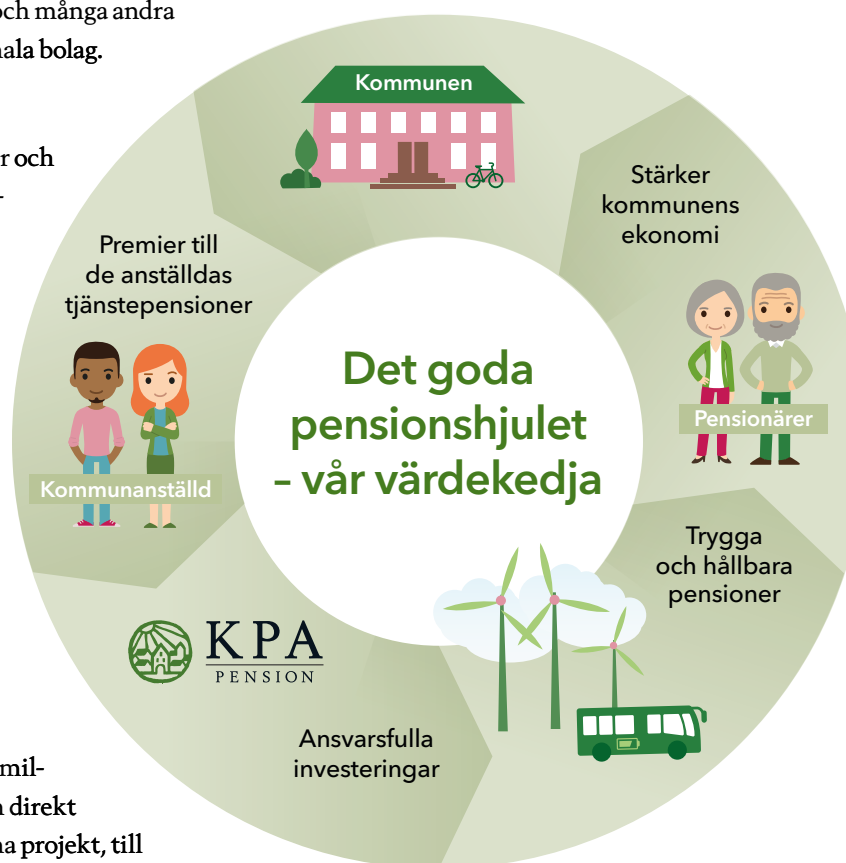 och många andra
nala bolag.
r och
-
Kommunen
Stärker
kommunens
ekonomi
Premier till
de anställdas
tjänstepensioner
Pensionärer
Kommunanställd
Det goda
pensionshjulet
– vår värdekedja
Trygga
och hållbara
pensioner
KPA
PENSION
Ansvarsfulla
investeringar
mil-
n direkt
na projekt, till